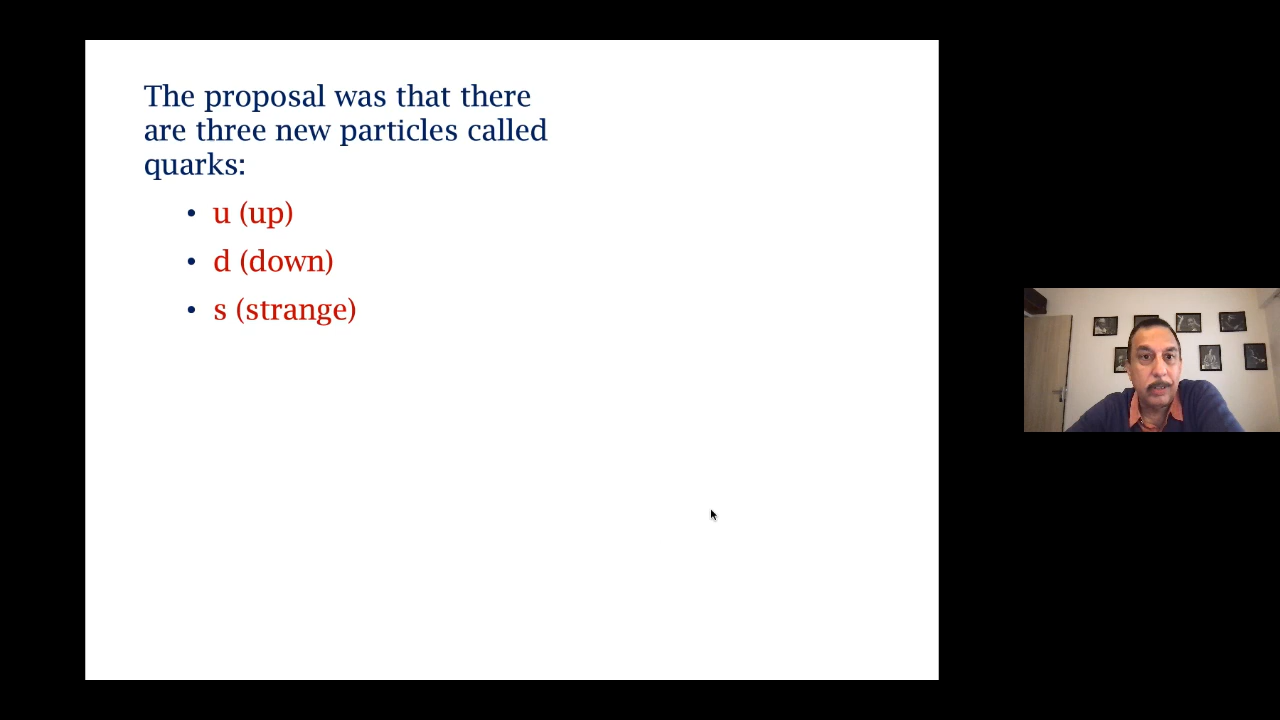 The proposal was that there
are three new particles called
quarks:
• u (up)
• d (down)
• s (strange)